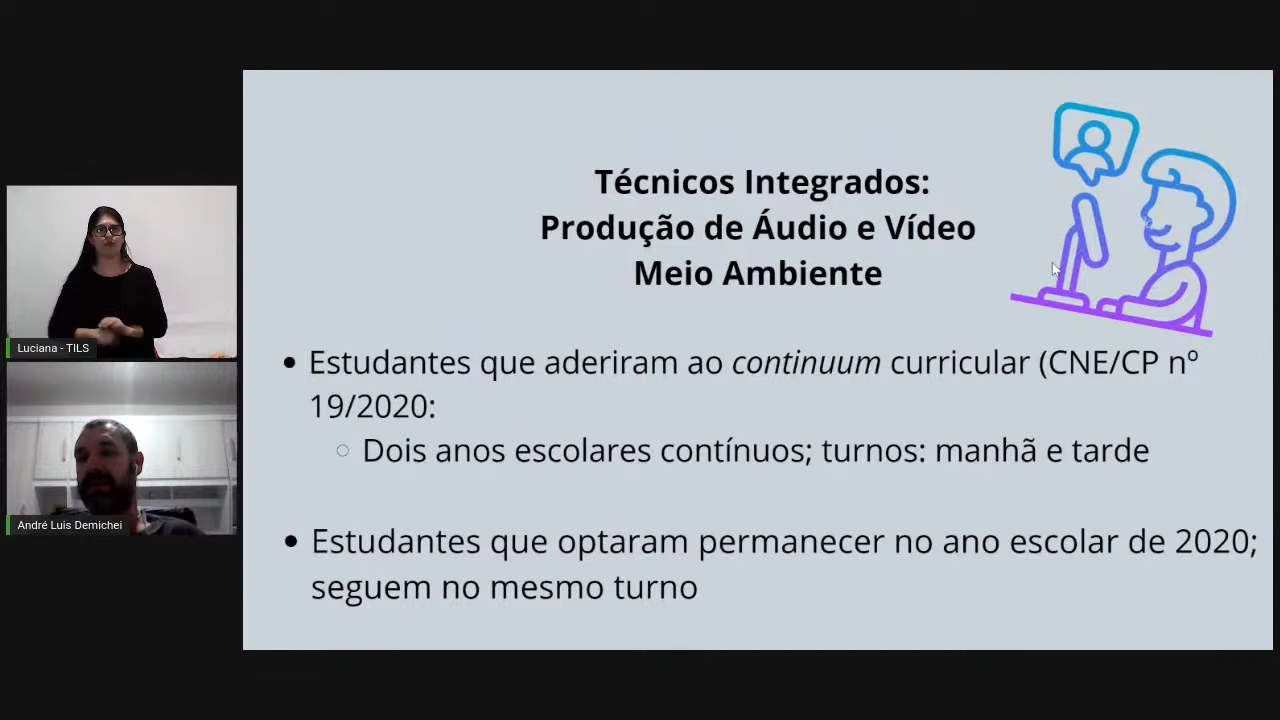 Técnicos Integrados:
Produção de Áudio e Vídeo
Meio Ambiente
Estudantes que aderiram ao continuum curricular (CNE/CP nº
19/2020:
Dois anos escolares contínuos; turnos: manhã e tarde
Estudantes que optaram permanecer no ano escolar de 2020;
seguem no mesmo turno
Luciana - TILS
André Luis Demichei